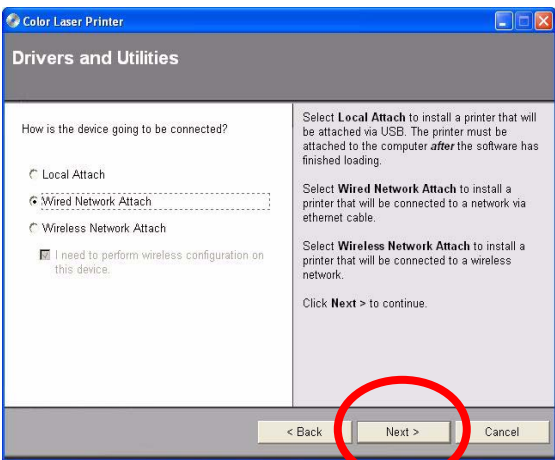 Color Laser Printer
Drivers and Utilities
How is the device going to be connected?
Local Attach
Wired Network Attach
Wireless Network Attach
I need to perform wireless configuration on
this device.
Select Local Attach to install a printer that will
be attached via USB. The printer must be
attached to the computer after the software has
finished loading.
Select Wired Network Attach to install a
printer that will be connected to a network via
ethernet cable.
Select Wireless Network Attach to install a
printer that will be connected to a wireless
network.
Click Next > to continue.
< Back
Next >
Cancel